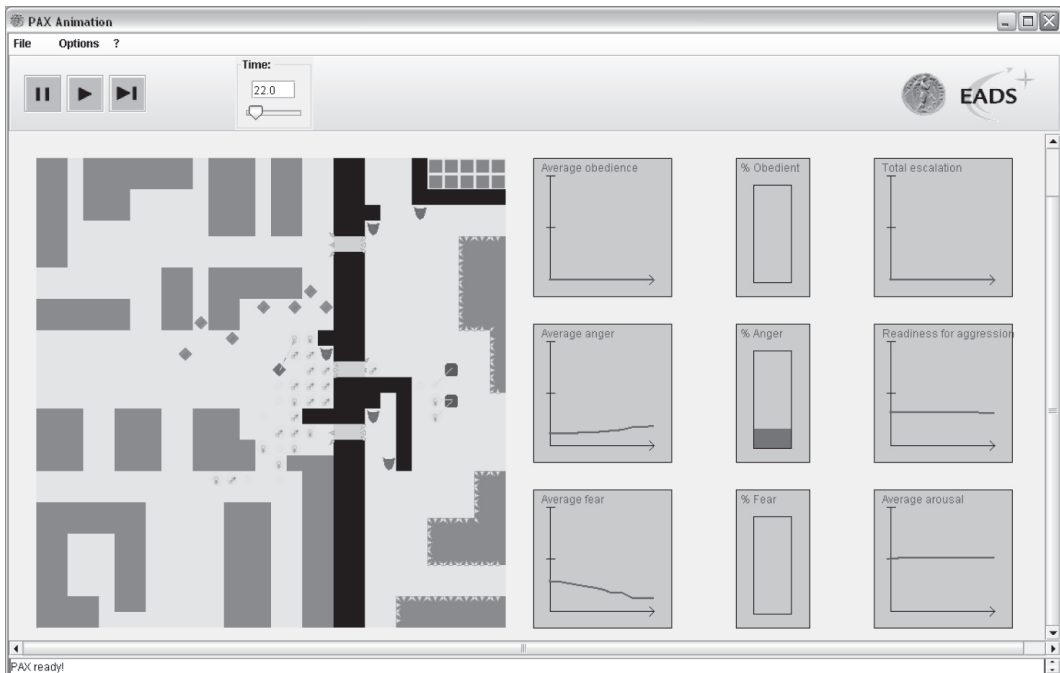 PAX Animation
File Options ?
Time:
22.0
EADS
Average obedience
% Obedient
Total escalation
Average anger
% Anger
Readiness for aggression
Average fear
% Fear
Average arousal
PAX ready!